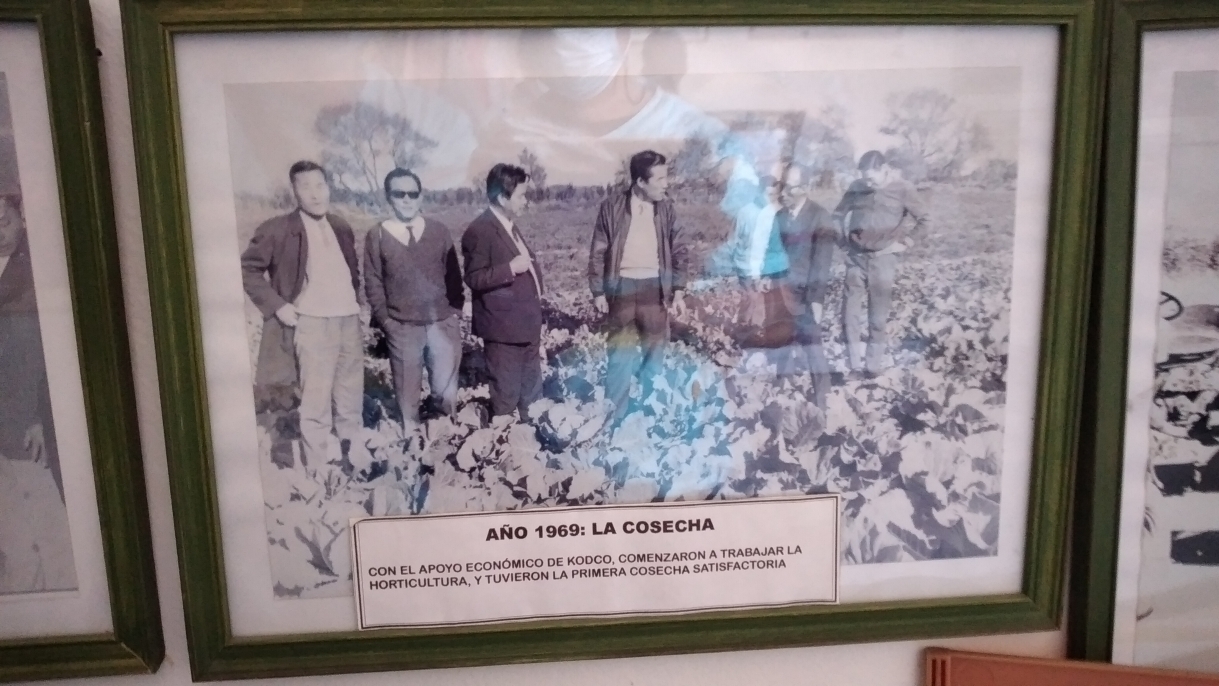 AÑO 1969: LA COSECHA
CON EL APOYO ECONÓMICO DE KODCO, COMENZARON A TRABAJAR LA
HORTICULTURA, Y TUVIERON LA PRIMERA COSECHA SATISFACTORIA